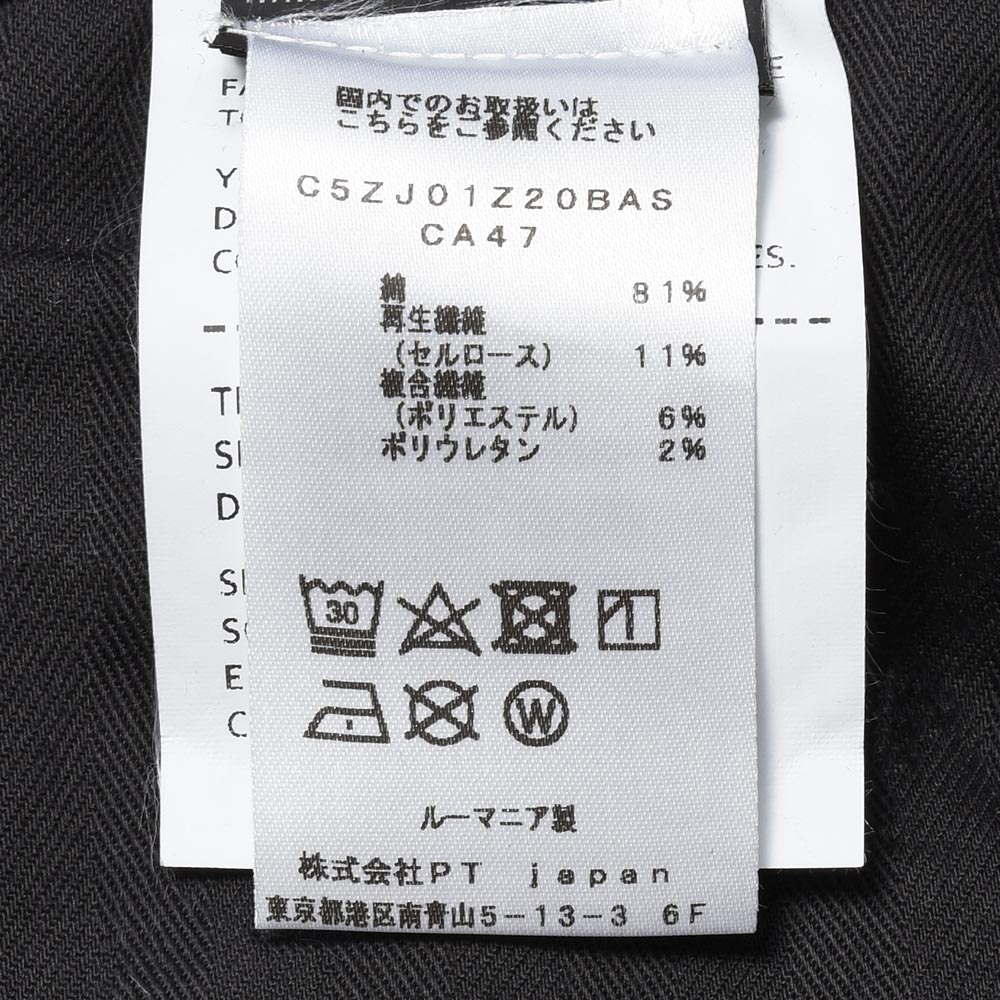 国内でのお取扱いは
こちらをご参照ください
C5ZJ01Z20BAS
CA47
綿 81%
再生繊維
(セルロース) 11%
複合繊維
(ポリエステル) 6%
ポリウレタン 2%
30
W
ルーマニア製
株式会社PT japan
東京都港区南青山5-13-3 6F